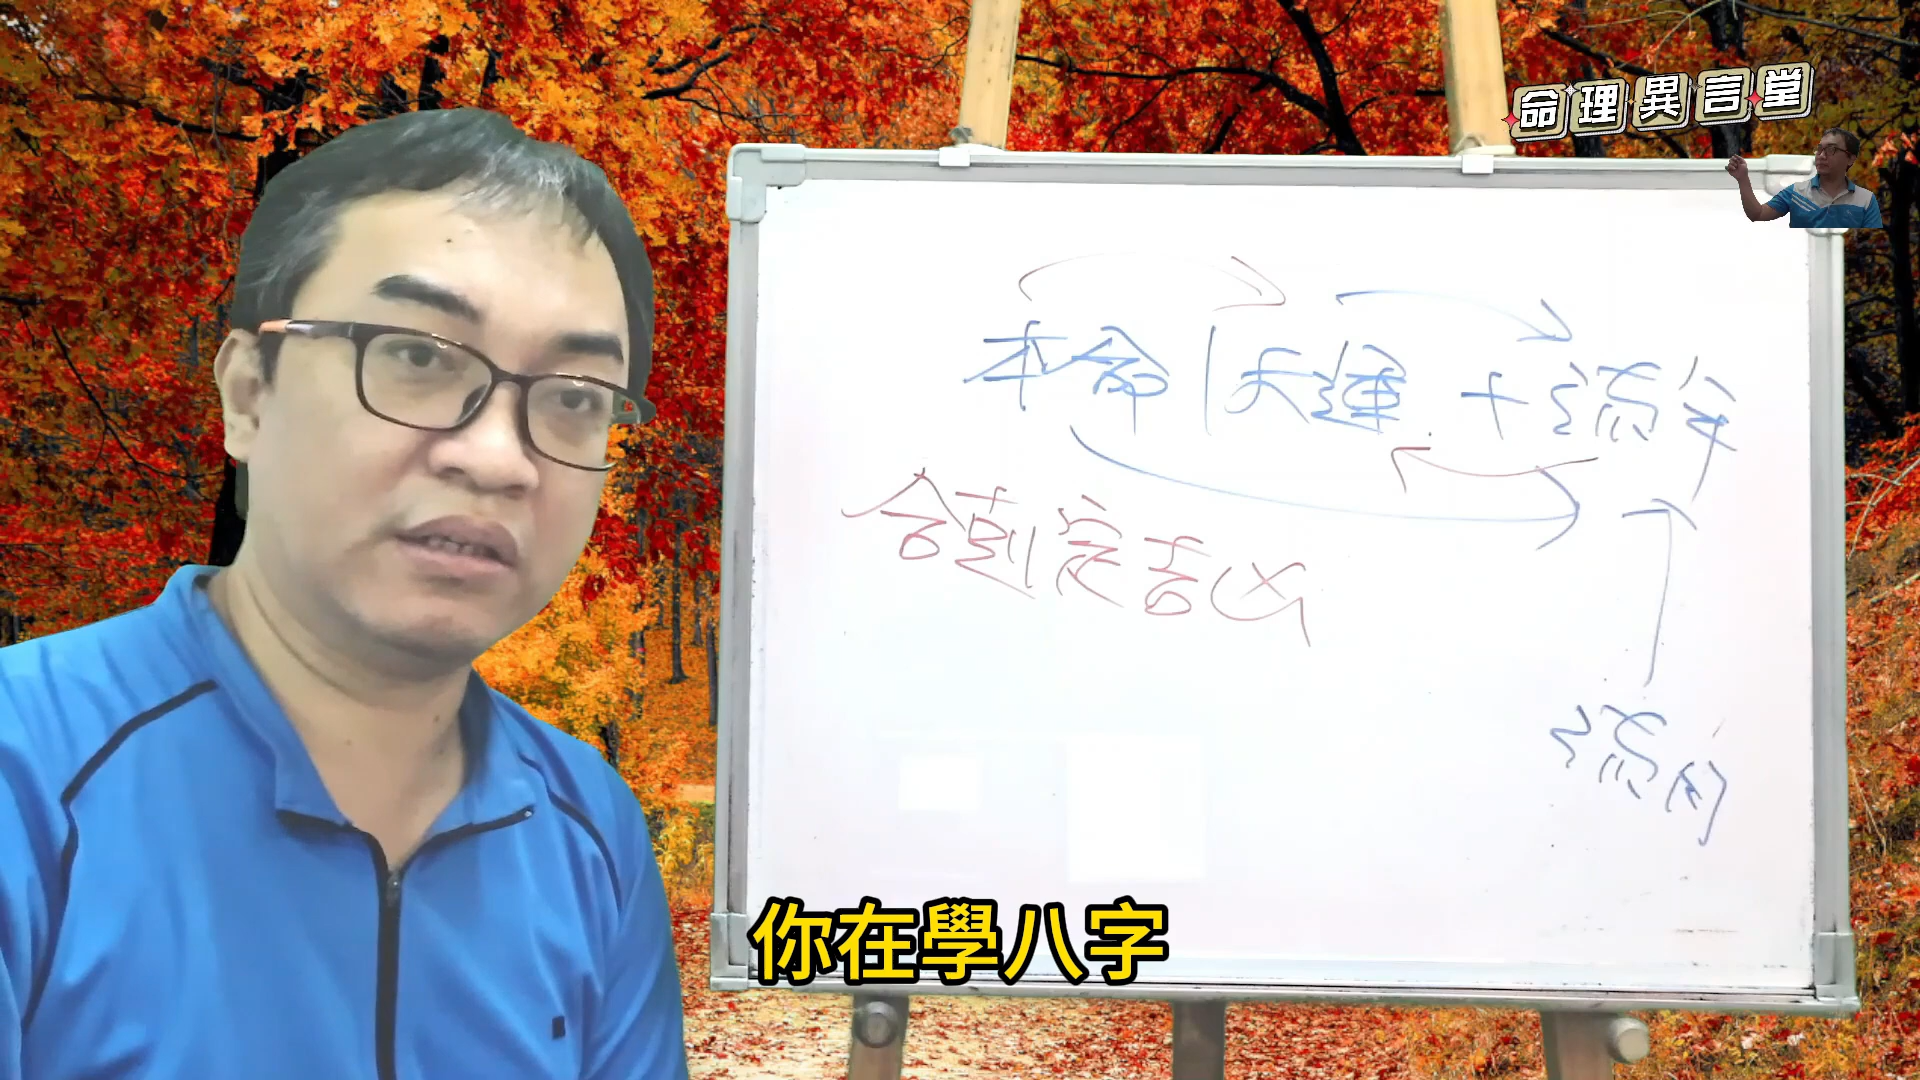 命理異言堂
本命|大運+流年
合剋定吉凶
流月
你在學八字